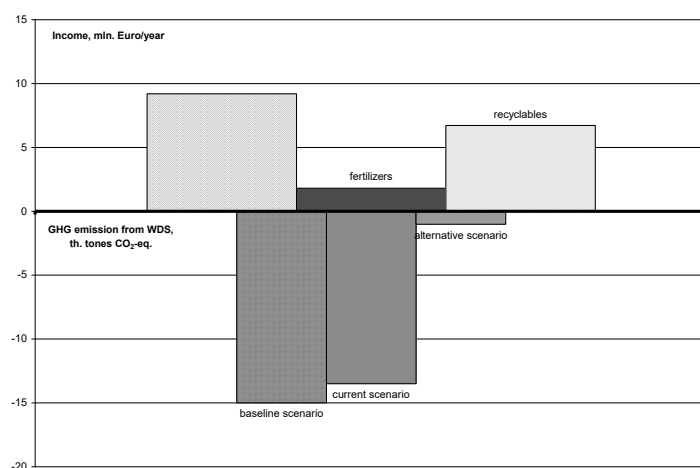 15
Income, mln. Euro/year
10
recyclables
5
fertilizers
0
GHG emission from WDS,
th. tones CO₂-eq.
alternative scenario
-5
-10
current scenario
-15
baseline scenario
-20